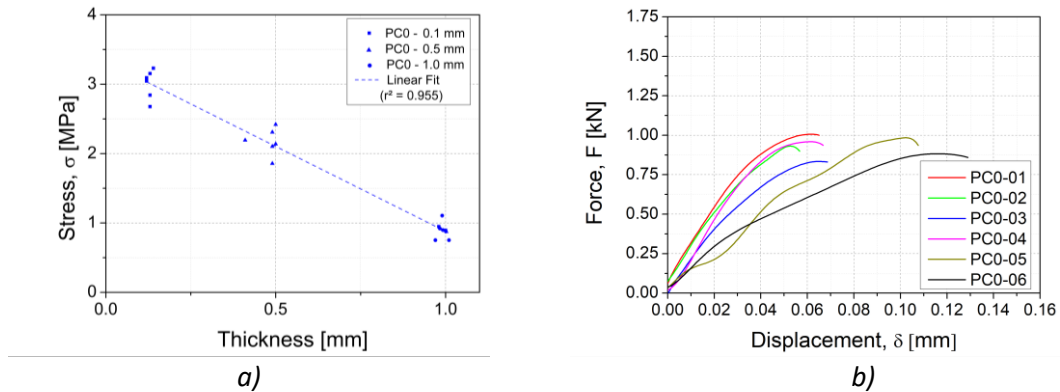 4
3
2
1
0
0.0
0.5
1.0
Stress, σ [MPa]
Thickness [mm]
PC0 - 0.1 mm
PC0 - 0.5 mm
PC0 - 1.0 mm
Linear Fit
(r² = 0.955)
a)
1.75
1.50
1.25
1.00
0.75
0.50
0.25
0.00
0.00
0.02
0.04
0.06
0.08
0.10
0.12
0.14
0.16
Force, F [kN]
Displacement, δ [mm]
PC0-01
PC0-02
PC0-03
PC0-04
PC0-05
PC0-06
b)